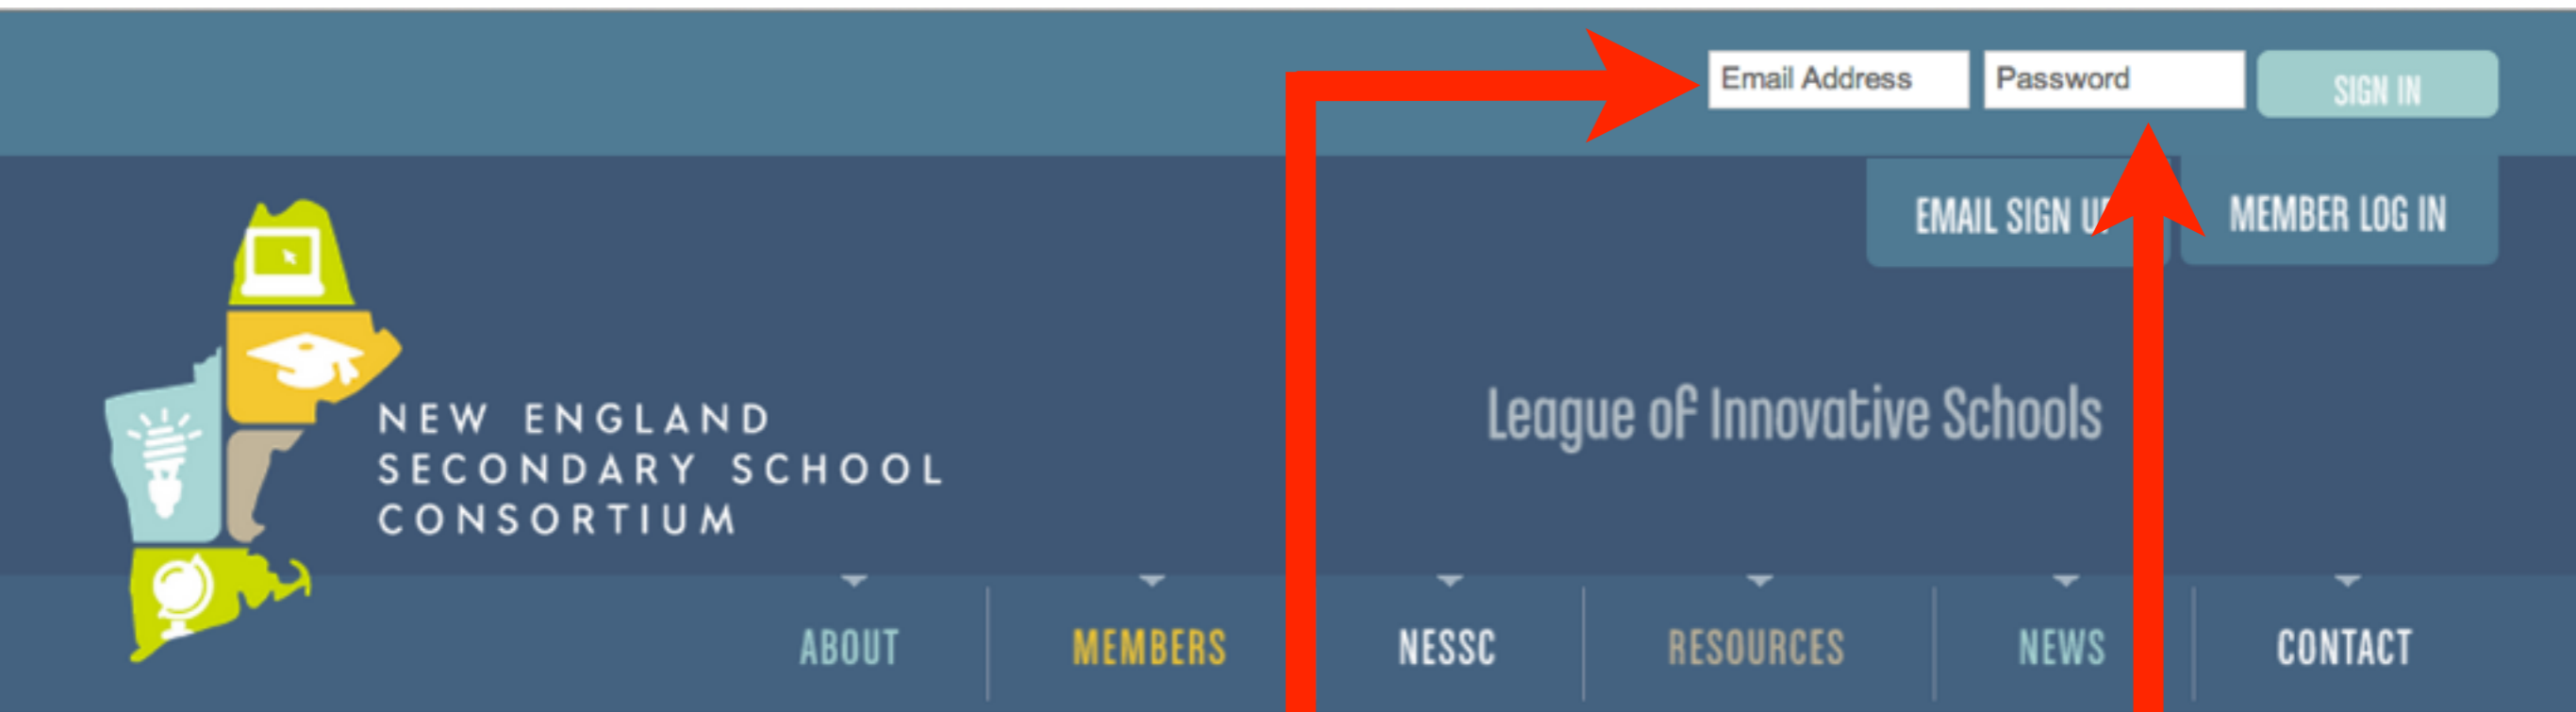 Email Address Password SIGN IN
EMAIL SIGN UP MEMBER LOG IN
NEW ENGLAND
SECONDARY SCHOOL
CONSORTIUM
League of Innovative Schools
ABOUT MEMBERS NESSC RESOURCES NEWS CONTACT